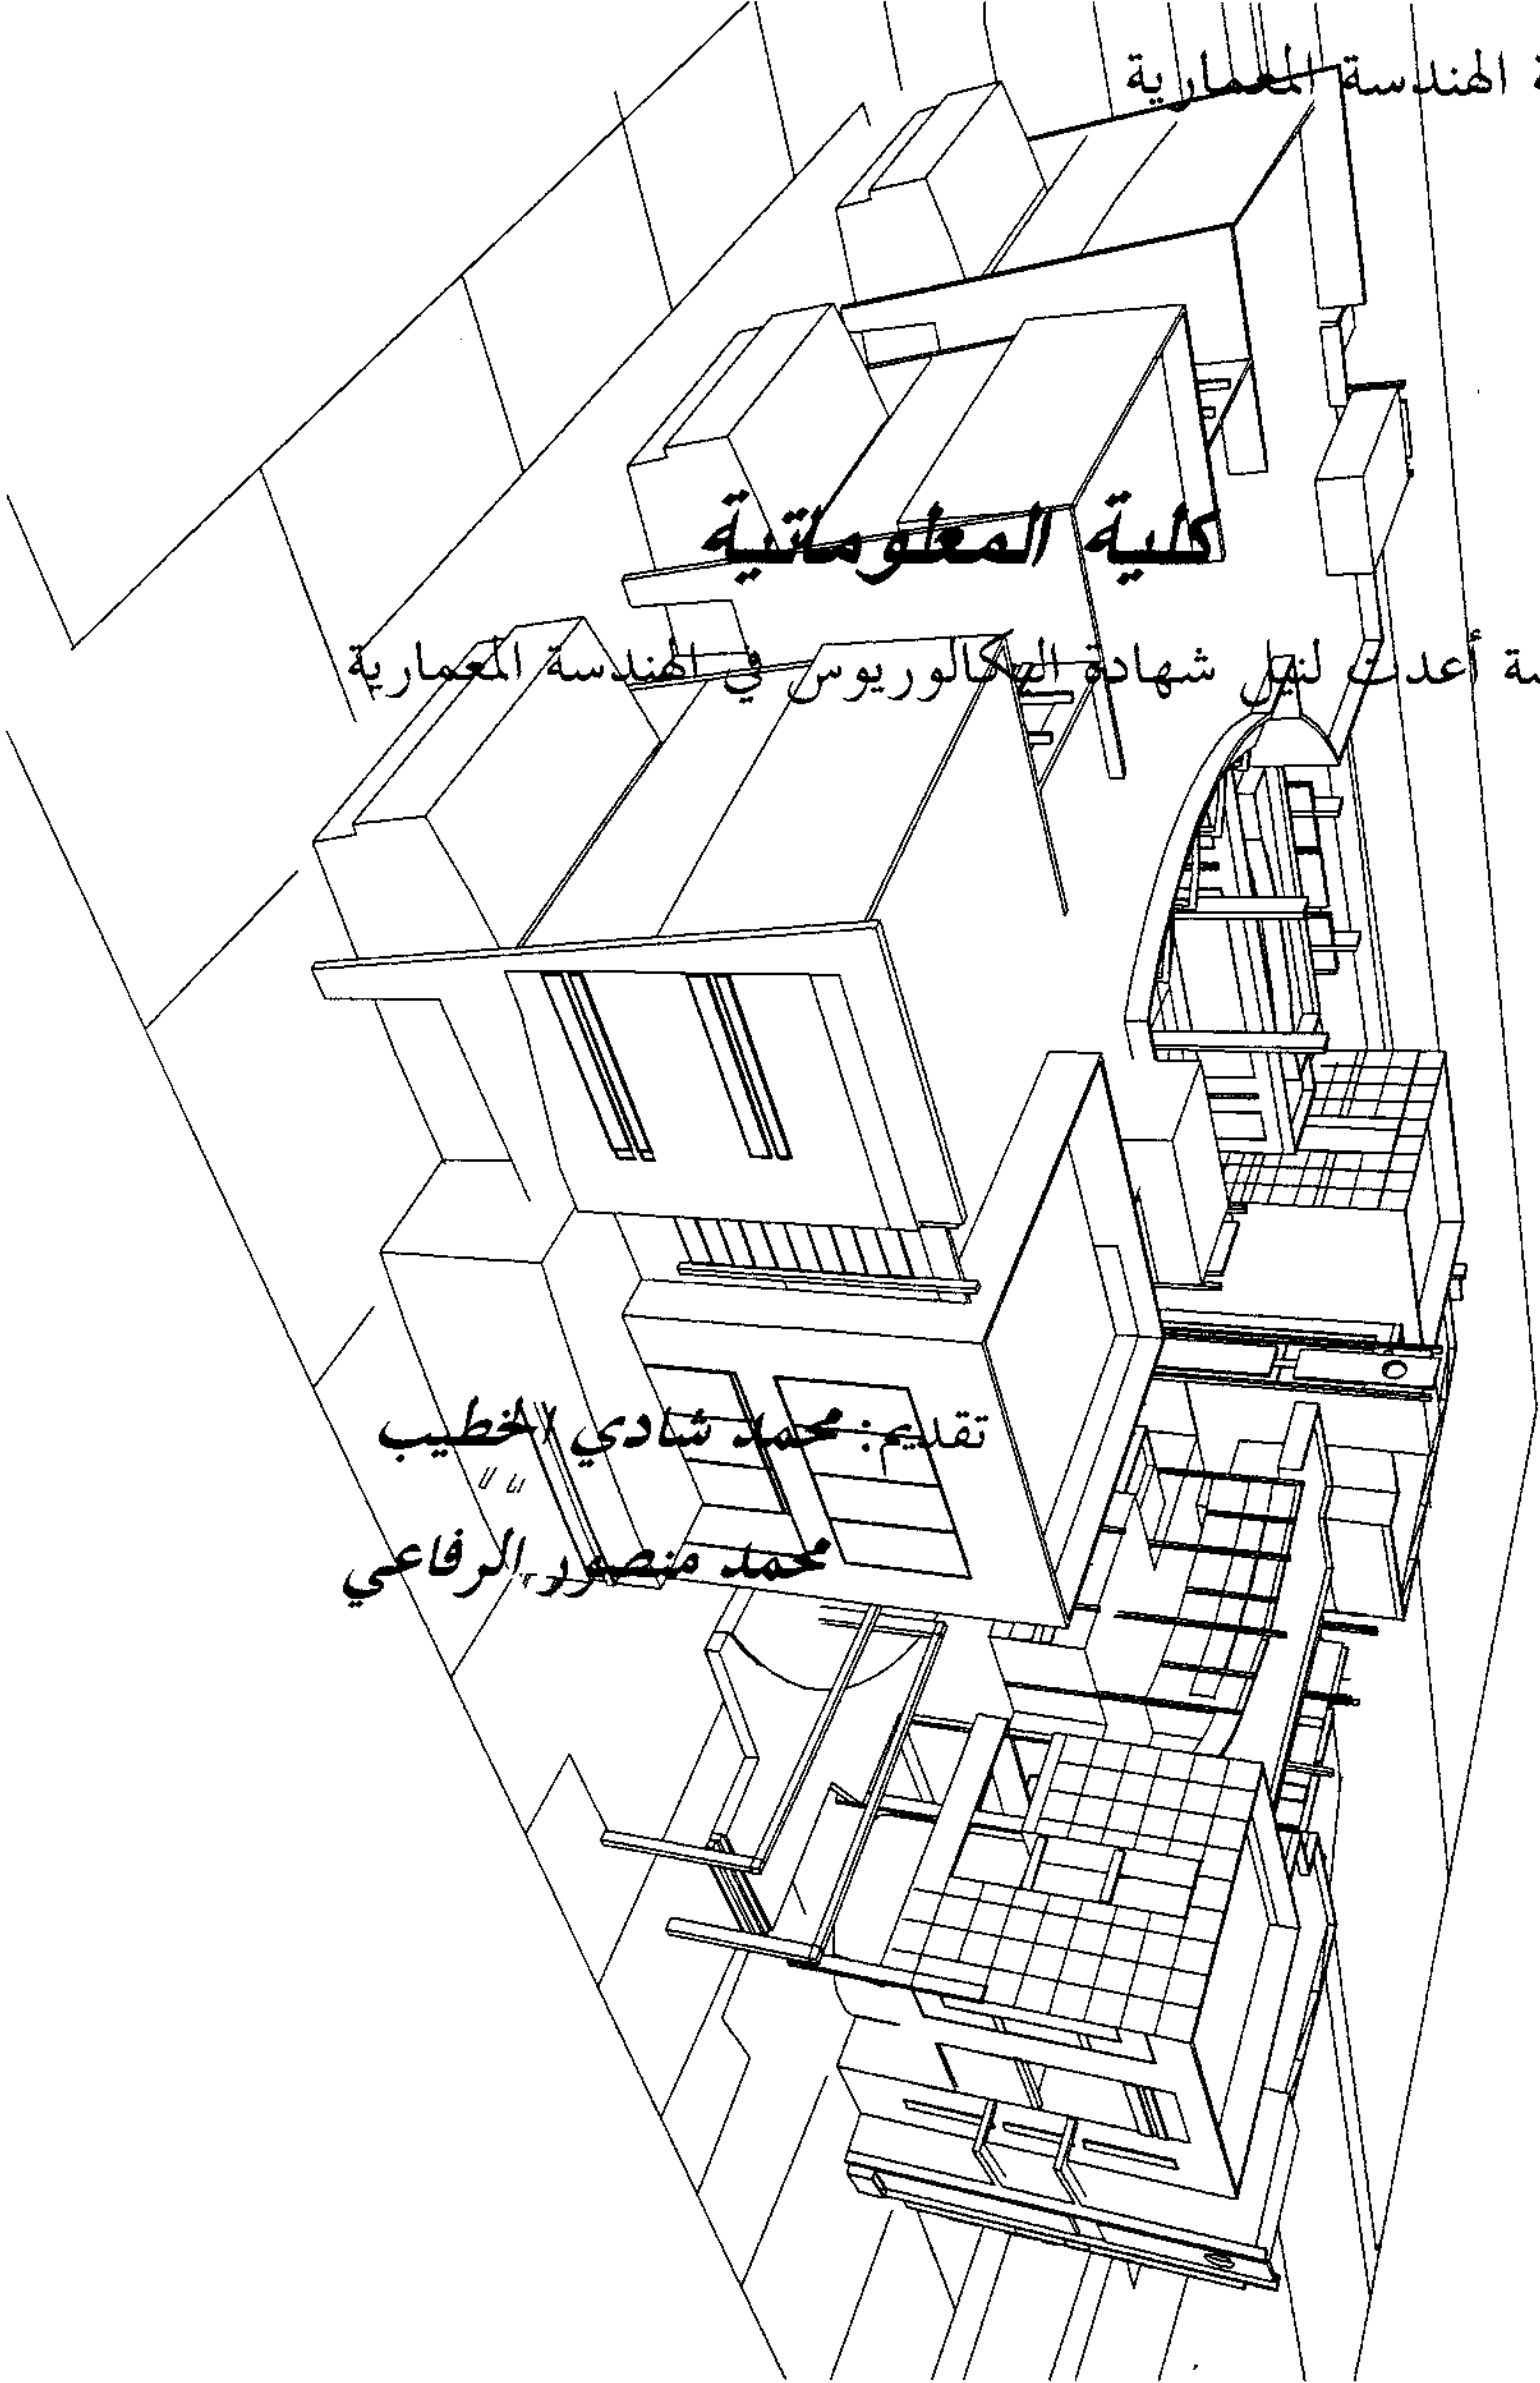 الهندسة المعمارية
كلية المعلوماتية
أعدت لنيل شهادة البكالوريوس في الهندسة المعمارية
تقديم: محمد شادي الخطيب
محمد منصور الرفاعي